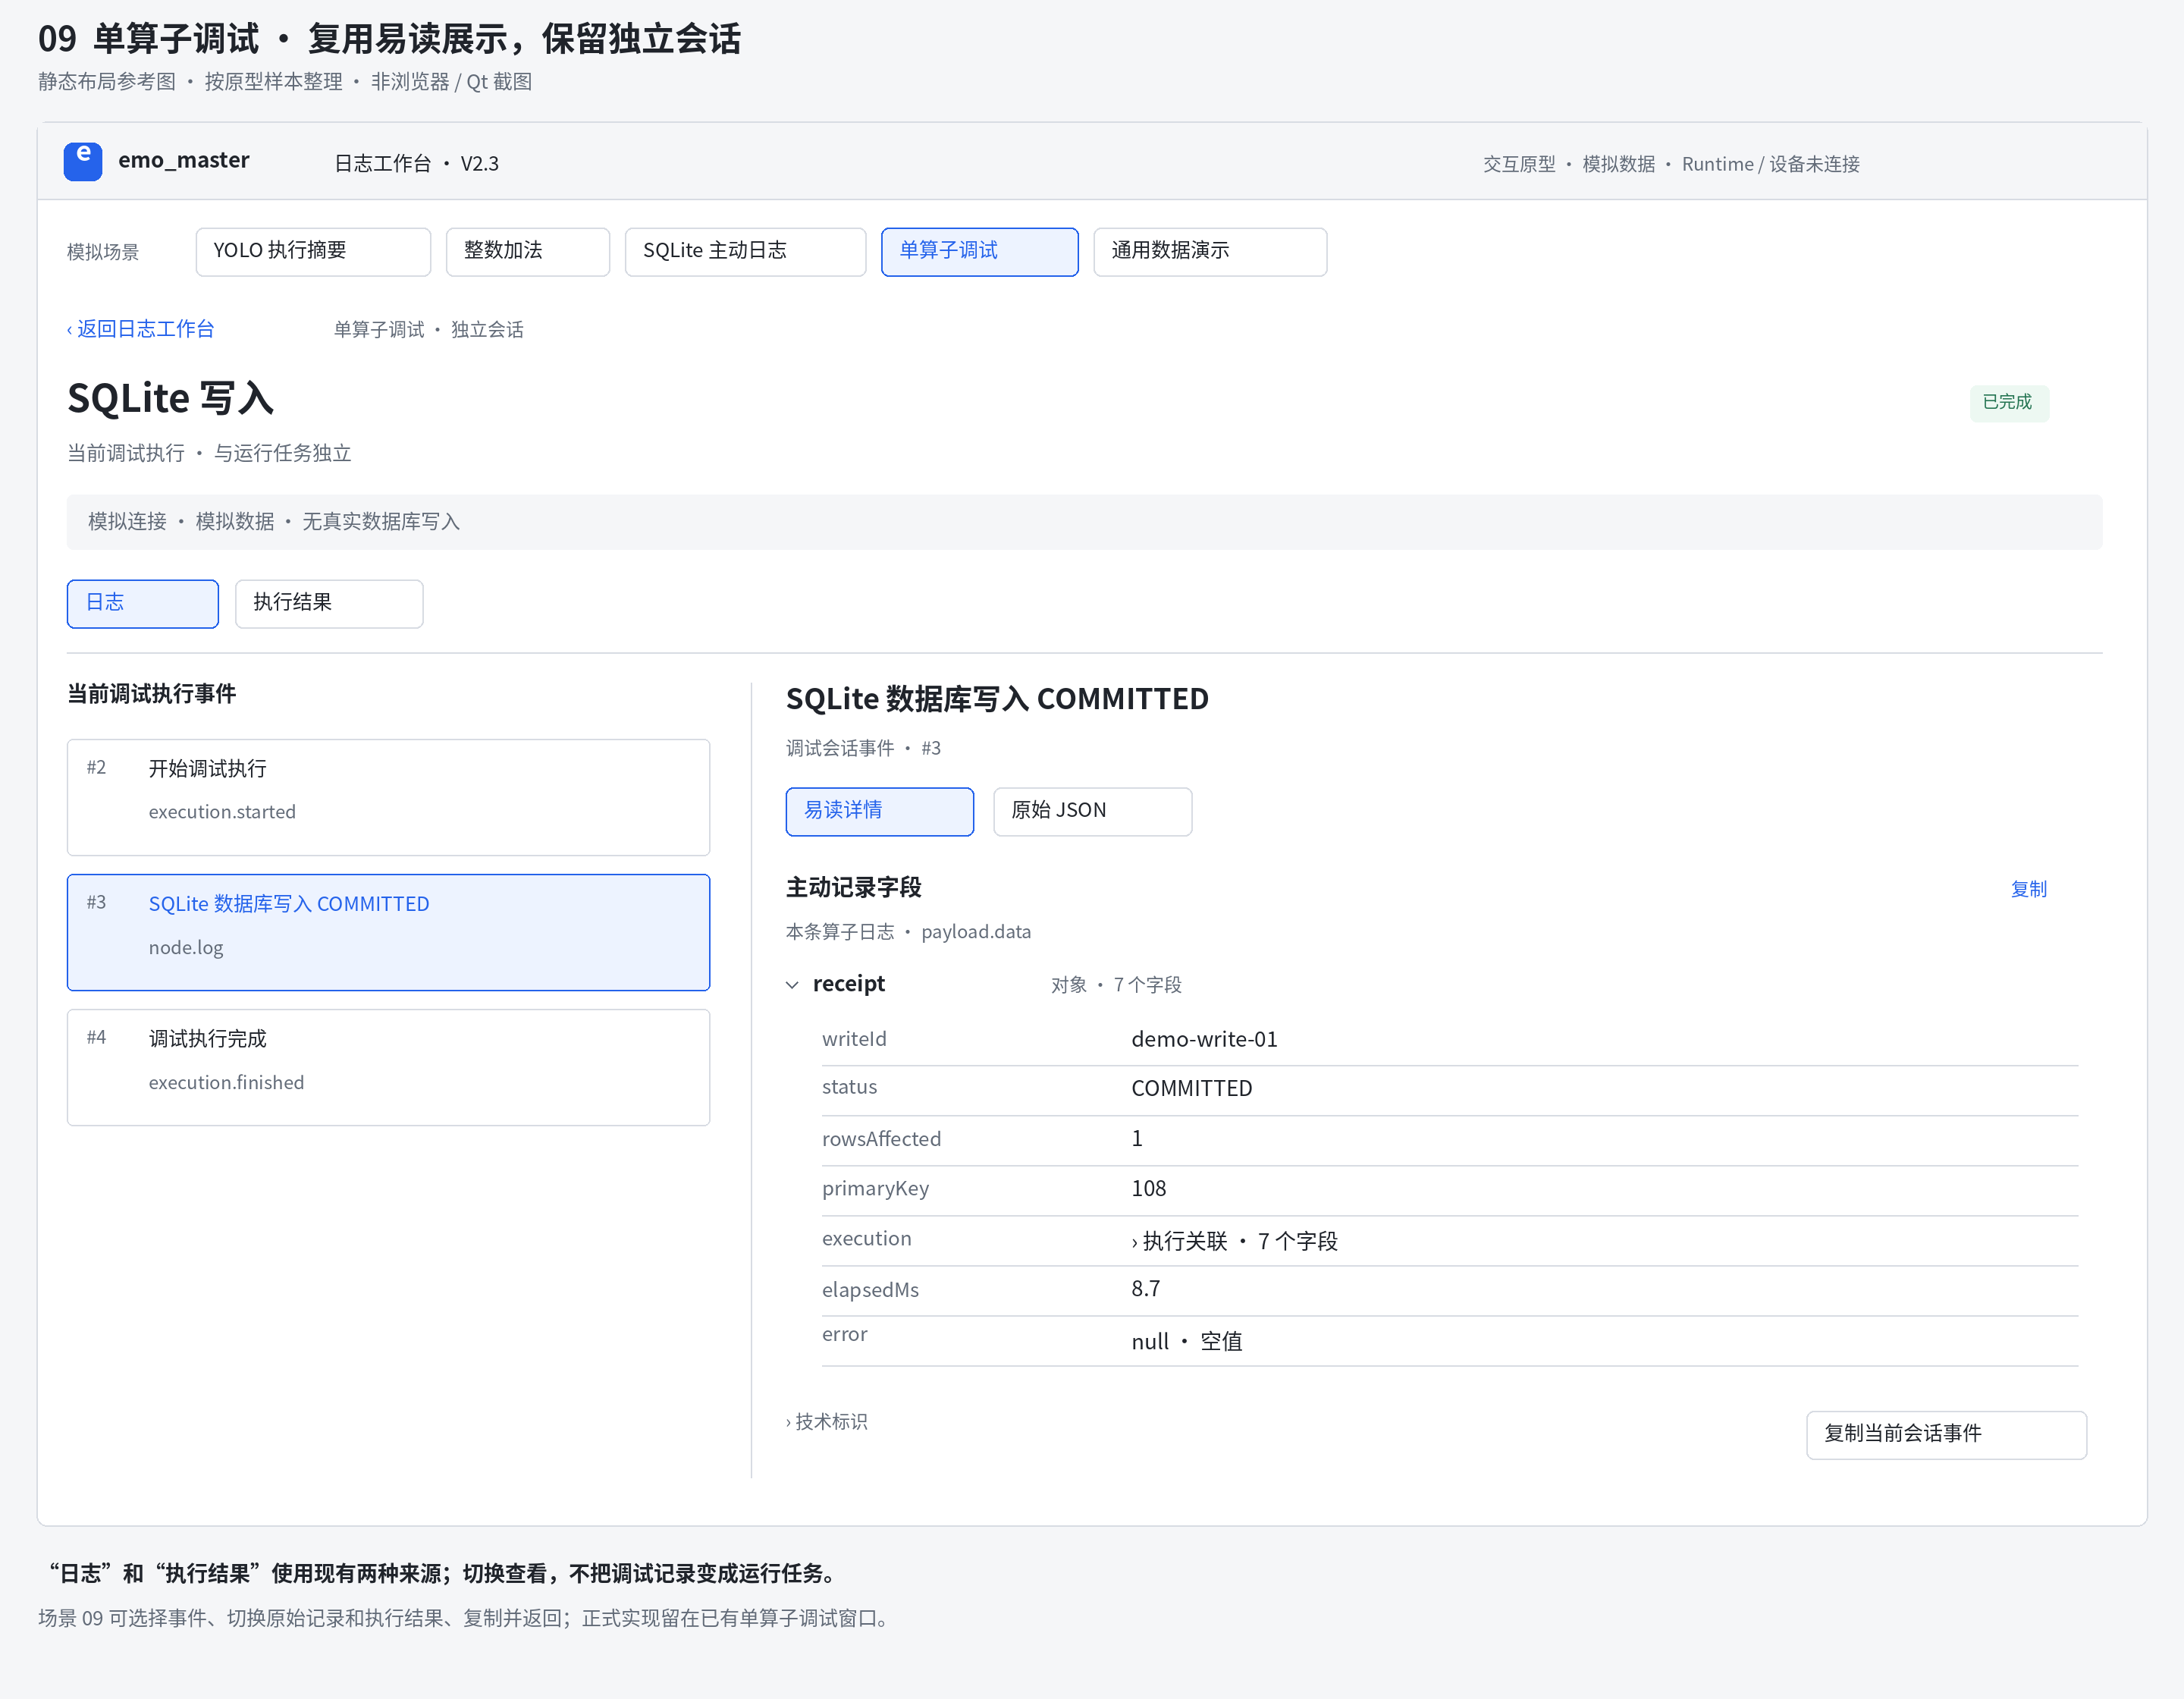 09 单算子调试 · 复用易读展示，保留独立会话
静态布局参考图 · 按原型样本整理 · 非浏览器 / Qt 截图
e emo_master 日志工作台 · V2.3 交互原型 · 模拟数据 · Runtime / 设备未连接
模拟场景 YOLO 执行摘要 整数加法 SQLite 主动日志 单算子调试 通用数据演示
‹ 返回日志工作台 单算子调试 · 独立会话
SQLite 写入 已完成
当前调试执行 · 与运行任务独立
模拟连接 · 模拟数据 · 无真实数据库写入
日志 执行结果
当前调试执行事件
#2 开始调试执行
execution.started
#3 SQLite 数据库写入 COMMITTED
node.log
#4 调试执行完成
execution.finished
SQLite 数据库写入 COMMITTED
调试会话事件 · #3
易读详情 原始 JSON
主动记录字段 复制
本条算子日志 · payload.data
receipt 对象 · 7 个字段
writeId demo-write-01
status COMMITTED
rowsAffected 1
primaryKey 108
execution › 执行关联 · 7 个字段
elapsedMs 8.7
error null · 空值
› 技术标识 复制当前会话事件
“日志”和“执行结果”使用现有两种来源；切换查看，不把调试记录变成运行任务。
场景 09 可选择事件、切换原始记录和执行结果、复制并返回；正式实现留在已有单算子调试窗口。